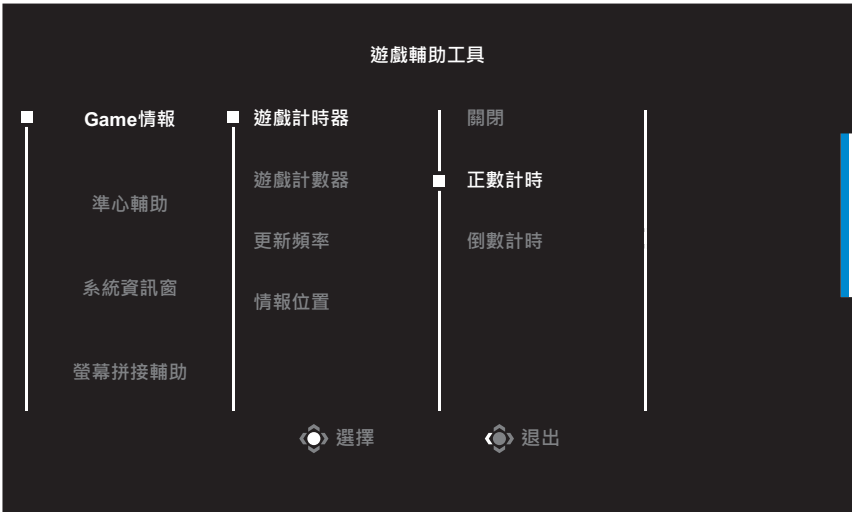 遊戲輔助工具
Game情報
準心輔助
系統資訊窗
螢幕拼接輔助
遊戲計時器
遊戲計數器
更新頻率
情報位置
關閉
正數計時
倒數計時
選擇
退出